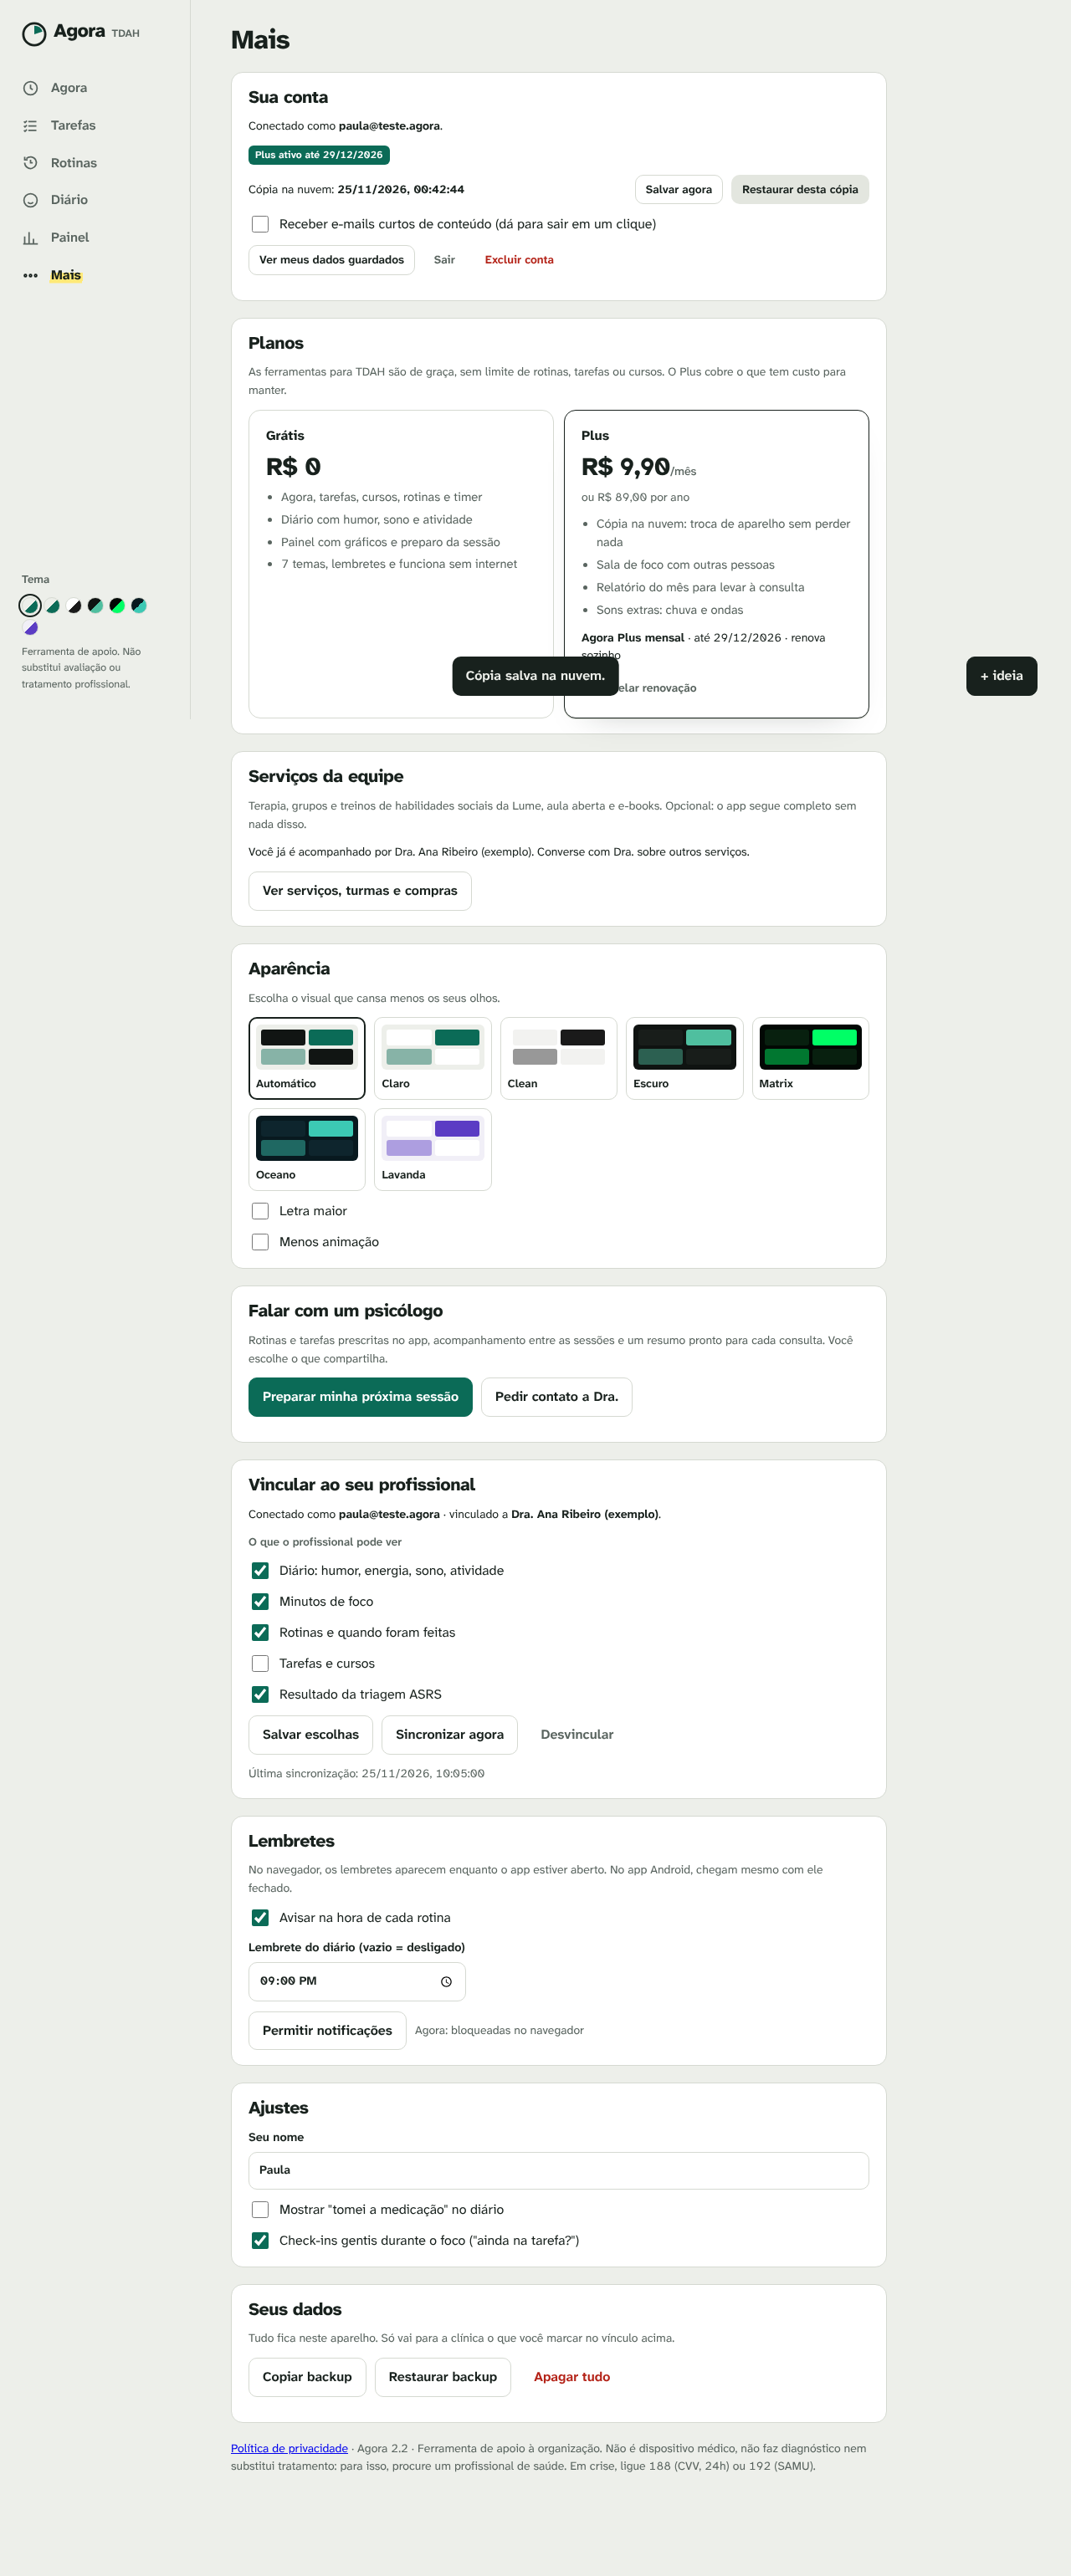 Agora TDAH
Agora
Tarefas
Rotinas
Diário
Painel
Mais
Tema
Ferramenta de apoio. Não
substitui avaliação ou
tratamento profissional.
Mais
Sua conta
Conectado como paula@teste.agora.
Plus ativo até 29/12/2026
Cópia na nuvem: 25/11/2026, 00:42:44
Salvar agora
Restaurar desta cópia
Receber e-mails curtos de conteúdo (dá para sair em um clique)
Ver meus dados guardados
Sair
Excluir conta
Planos
As ferramentas para TDAH são de graça, sem limite de rotinas, tarefas ou cursos. O Plus cobre o que tem custo para
manter.
Grátis
R$ 0
• Agora, tarefas, cursos, rotinas e timer
• Diário com humor, sono e atividade
• Painel com gráficos e preparo da sessão
• 7 temas, lembretes e funciona sem internet
Plus
R$ 9,90/mês
ou R$ 89,00 por ano
• Cópia na nuvem: troca de aparelho sem perder
nada
• Sala de foco com outras pessoas
• Relatório do mês para levar à consulta
• Sons extras: chuva e ondas
Agora Plus mensal · até 29/12/2026 · renova
sozinho
elar renovação
Cópia salva na nuvem.
+ ideia
Serviços da equipe
Terapia, grupos e treinos de habilidades sociais da Lume, aula aberta e e-books. Opcional: o app segue completo sem
nada disso.
Você já é acompanhado por Dra. Ana Ribeiro (exemplo). Converse com Dra. sobre outros serviços.
Ver serviços, turmas e compras
Aparência
Escolha o visual que cansa menos os seus olhos.
Automático
Claro
Clean
Escuro
Matrix
Oceano
Lavanda
Letra maior
Menos animação
Falar com um psicólogo
Rotinas e tarefas prescritas no app, acompanhamento entre as sessões e um resumo pronto para cada consulta. Você
escolhe o que compartilha.
Preparar minha próxima sessão
Pedir contato a Dra.
Vincular ao seu profissional
Conectado como paula@teste.agora · vinculado a Dra. Ana Ribeiro (exemplo).
O que o profissional pode ver
Diário: humor, energia, sono, atividade
Minutos de foco
Rotinas e quando foram feitas
Tarefas e cursos
Resultado da triagem ASRS
Salvar escolhas
Sincronizar agora
Desvincular
Última sincronização: 25/11/2026, 10:05:00
Lembretes
No navegador, os lembretes aparecem enquanto o app estiver aberto. No app Android, chegam mesmo com ele
fechado.
Avisar na hora de cada rotina
Lembrete do diário (vazio = desligado)
09:00 PM
Permitir notificações
Agora: bloqueadas no navegador
Ajustes
Seu nome
Paula
Mostrar "tomei a medicação" no diário
Check-ins gentis durante o foco ("ainda na tarefa?")
Seus dados
Tudo fica neste aparelho. Só vai para a clínica o que você marcar no vínculo acima.
Copiar backup
Restaurar backup
Apagar tudo
Política de privacidade · Agora 2.2 · Ferramenta de apoio à organização. Não é dispositivo médico, não faz diagnóstico nem
substitui tratamento: para isso, procure um profissional de saúde. Em crise, ligue 188 (CVV, 24h) ou 192 (SAMU).